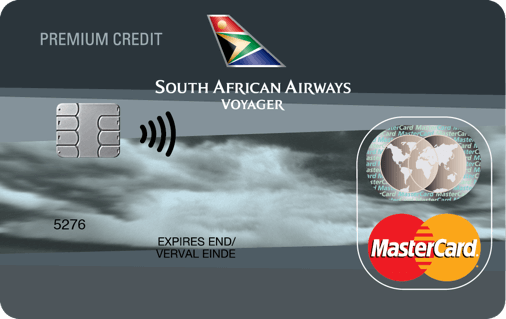 PREMIUM CREDIT
SOUTH AFRICAN AIRWAYS
VOYAGER
5276
EXPIRES END/
VERVAL EINDE
MasterCard